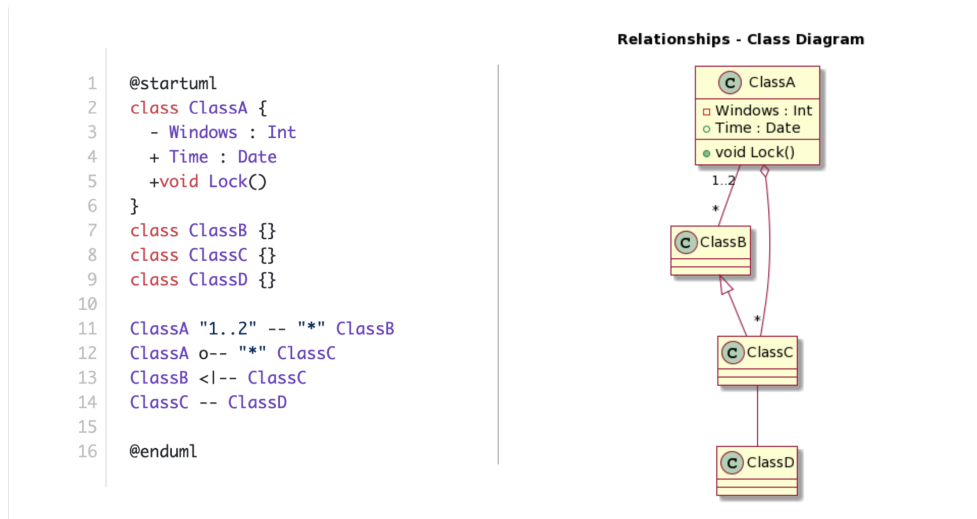 1 @startuml
2 class ClassA {
3 - Windows : Int
4 + Time : Date
5 +void Lock()
6 }
7 class ClassB {}
8 class ClassC {}
9 class ClassD {}
10
11 ClassA "1..2" -- "*" ClassB
12 ClassA o-- "*" ClassC
13 ClassB <|-- ClassC
14 ClassC -- ClassD
15
16 @enduml
Relationships - Class Diagram
C ClassA
Windows : Int
Time : Date
void Lock()
1..2
*
C ClassB
*
C ClassC
C ClassD